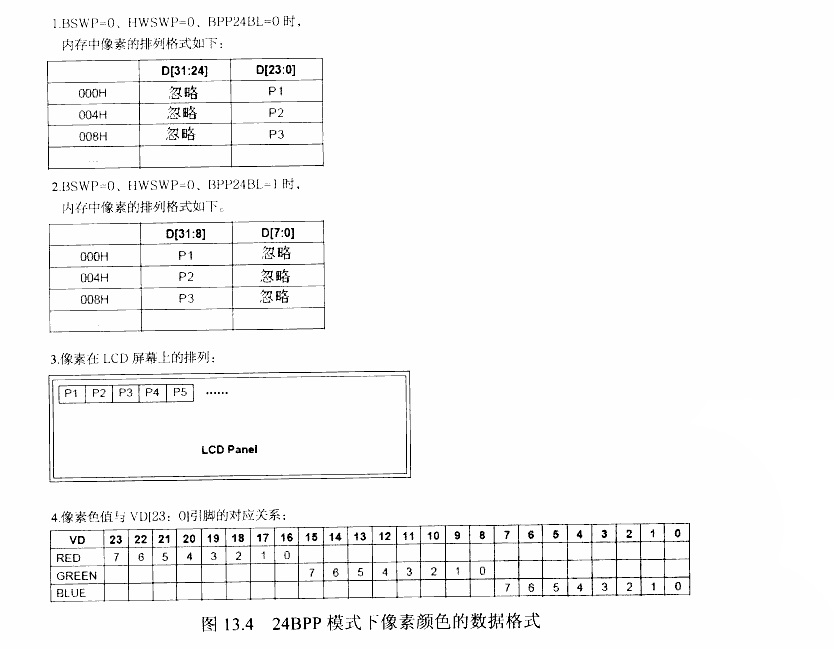 1.BSWP=0、HWSWP=0、BPP24BL=0 时,
内存中像素的排列格式如下:
D[31:24] D[23:0]
000H 忽略 P1
004H 忽略 P2
008H 忽略 P3
...
2.BSWP=0、HWSWP=0、BPP24BL=1 时,
内存中像素的排列格式如下。
D[31:8] D[7:0]
000H P1 忽略
004H P2 忽略
008H P3 忽略
3.像素在 LCD 屏幕上的排列:
P1 P2 P3 P4 P5 ······
LCD Panel
4.像素色值与 VD[23: 0]引脚的对应关系;
VD 23 22 21 20 19 18 17 16 15 14 13 12 11 10 9 8 7 6 5 4 3 2 1 0
RED 7 6 5 4 3 2 1 0
GREEN 7 6 5 4 3 2 1 0
BLUE 7 6 5 4 3 2 1 0
图 13.4 24BPP 模式下像素颜色的数据格式